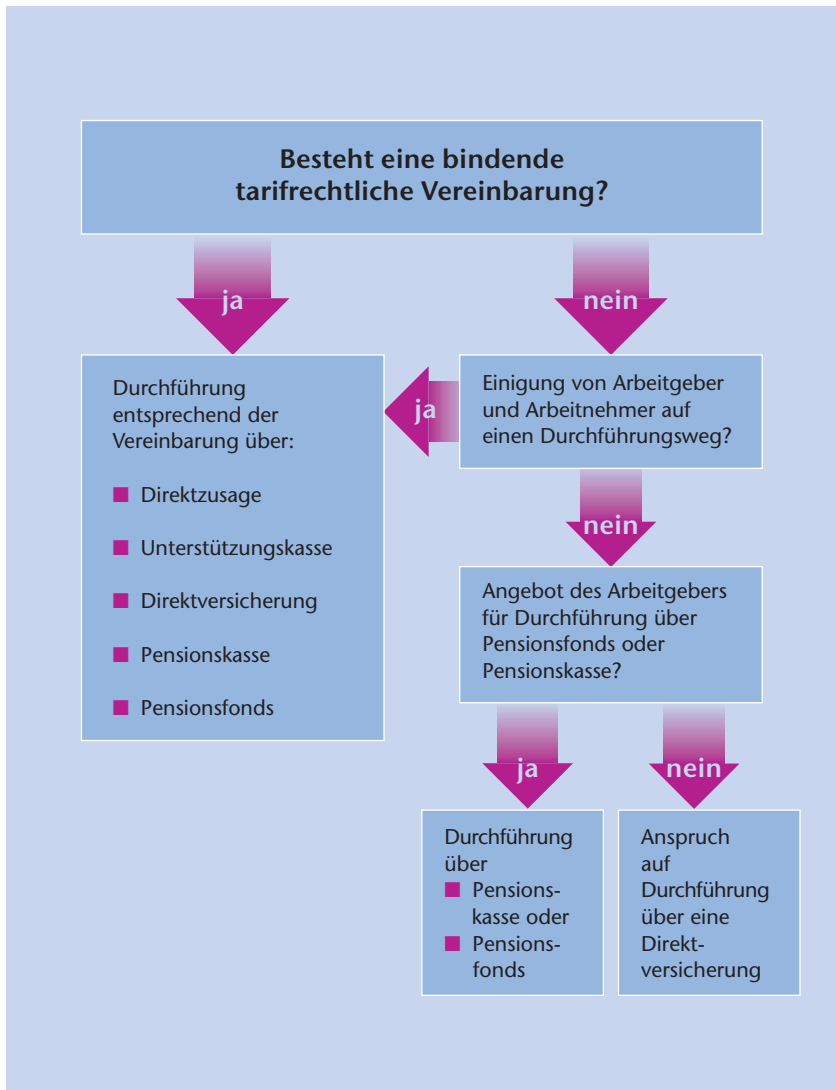 Besteht eine bindende
tarifrechtliche Vereinbarung?
ja
nein
Durchführung
entsprechend der
Vereinbarung über:
■ Direktzusage
■ Unterstützungskasse
■ Direktversicherung
■ Pensionskasse
■ Pensionsfonds
ja
Einigung von Arbeitgeber
und Arbeitnehmer auf
einen Durchführungsweg?
nein
Angebot des Arbeitgebers
für Durchführung über
Pensionsfonds oder
Pensionskasse?
ja
nein
Durchführung
über
■ Pensions-
kasse oder
■ Pensions-
fonds
Anspruch
auf
Durchführung
über eine
Direkt-
versicherung